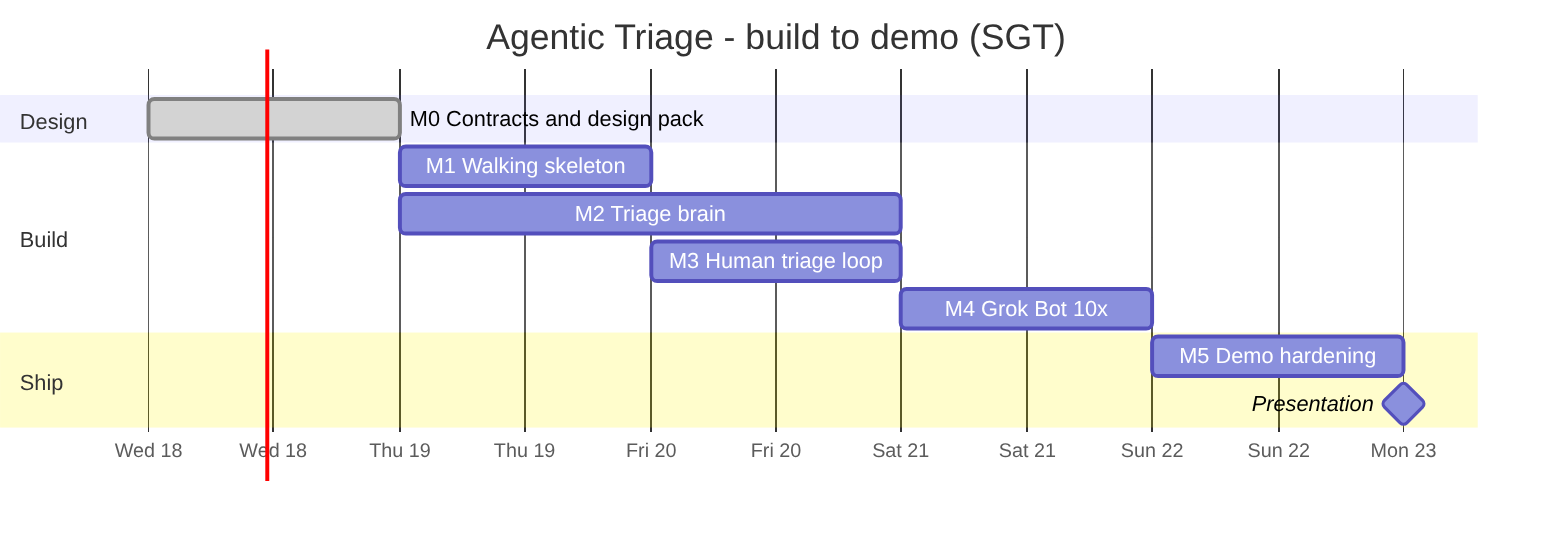 Agentic Triage - build to demo (SGT)
Design
M0 Contracts and design pack
M1 Walking skeleton
M2 Triage brain
Build
M3 Human triage loop
M4 Grok Bot 10x
M5 Demo hardening
Ship
Presentation
Wed 18
Wed 18
Thu 19
Thu 19
Fri 20
Fri 20
Sat 21
Sat 21
Sun 22
Sun 22
Mon 23